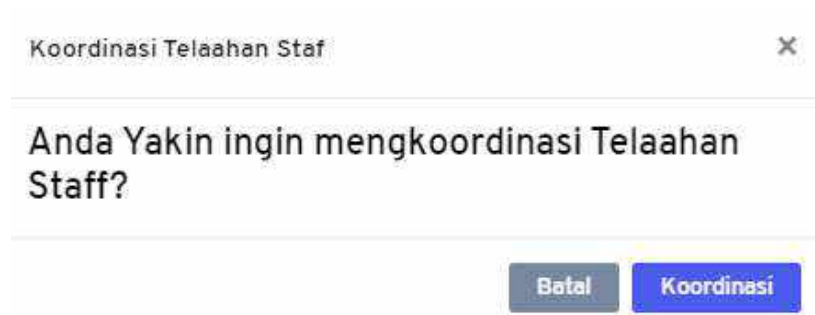 Koordinasi Telaahan Staf
Anda Yakin ingin mengkoordinasi Telaahan
Staff?
Batal Koordinasi